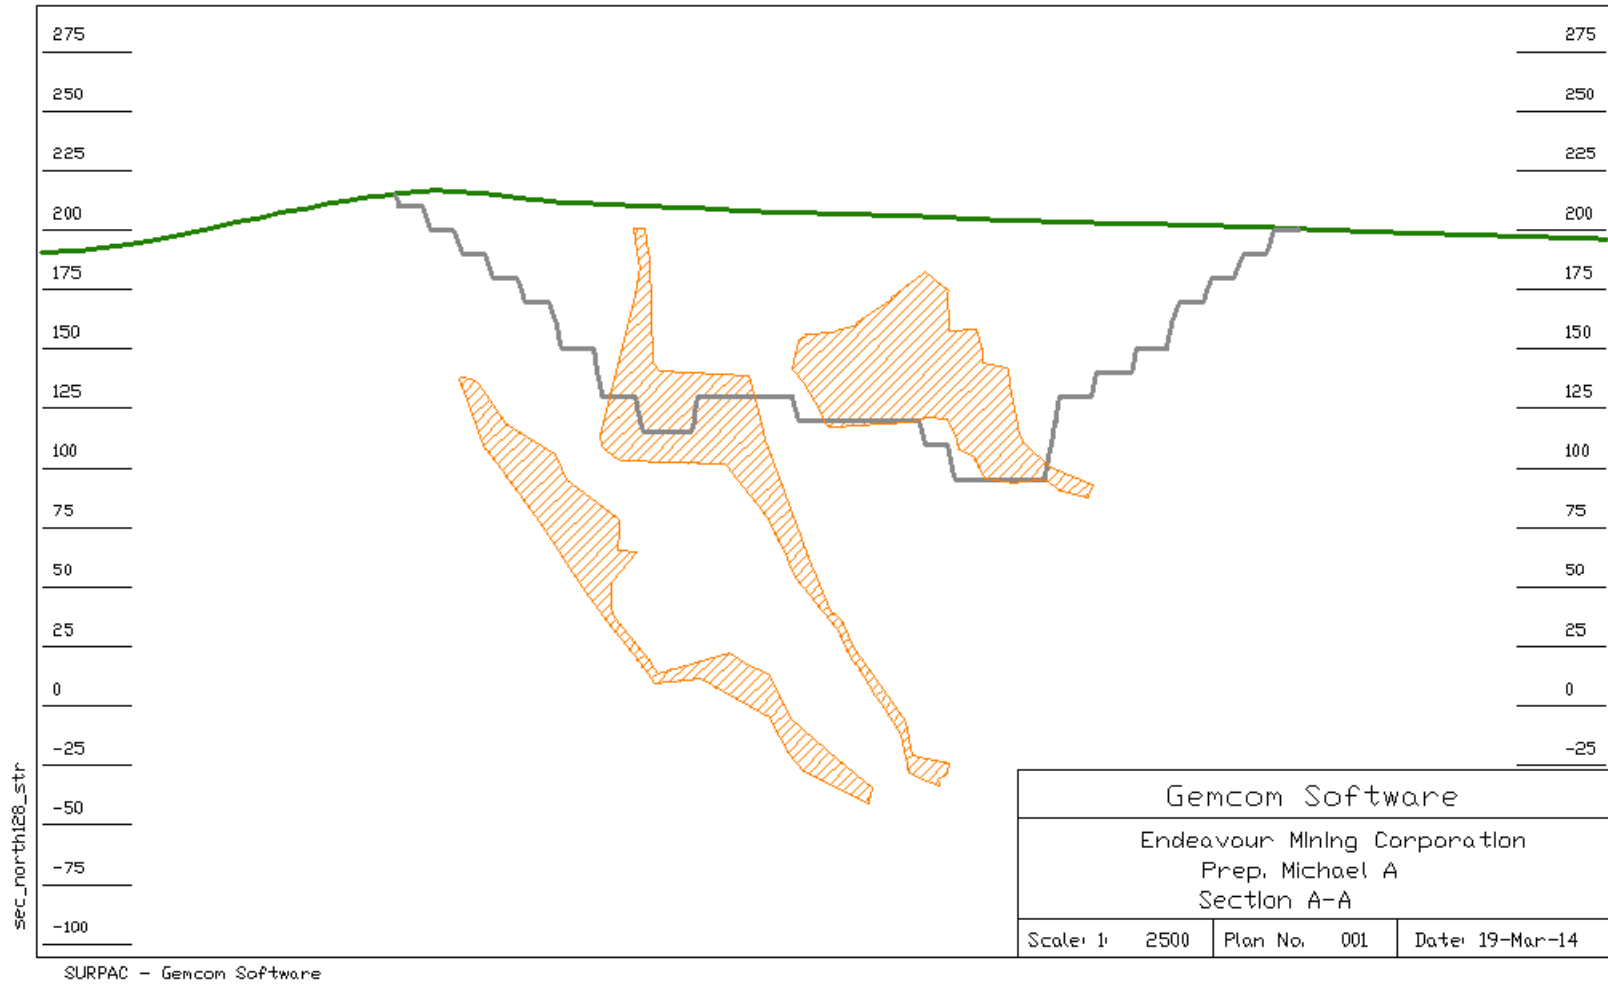 275 275
250 250
225 225
200 200
175 175
150 150
125 125
100 100
75 75
50 50
25 25
0 0
-25 -25
-50
-75
-100
sec_north128_str
Gemcom Software
Endeavour Mining Corporation
Prep. Michael A
Section A-A
Scale: 1: 2500 Plan No. 001 Date: 19-Mar-14
SURPAC - Gemcom Software